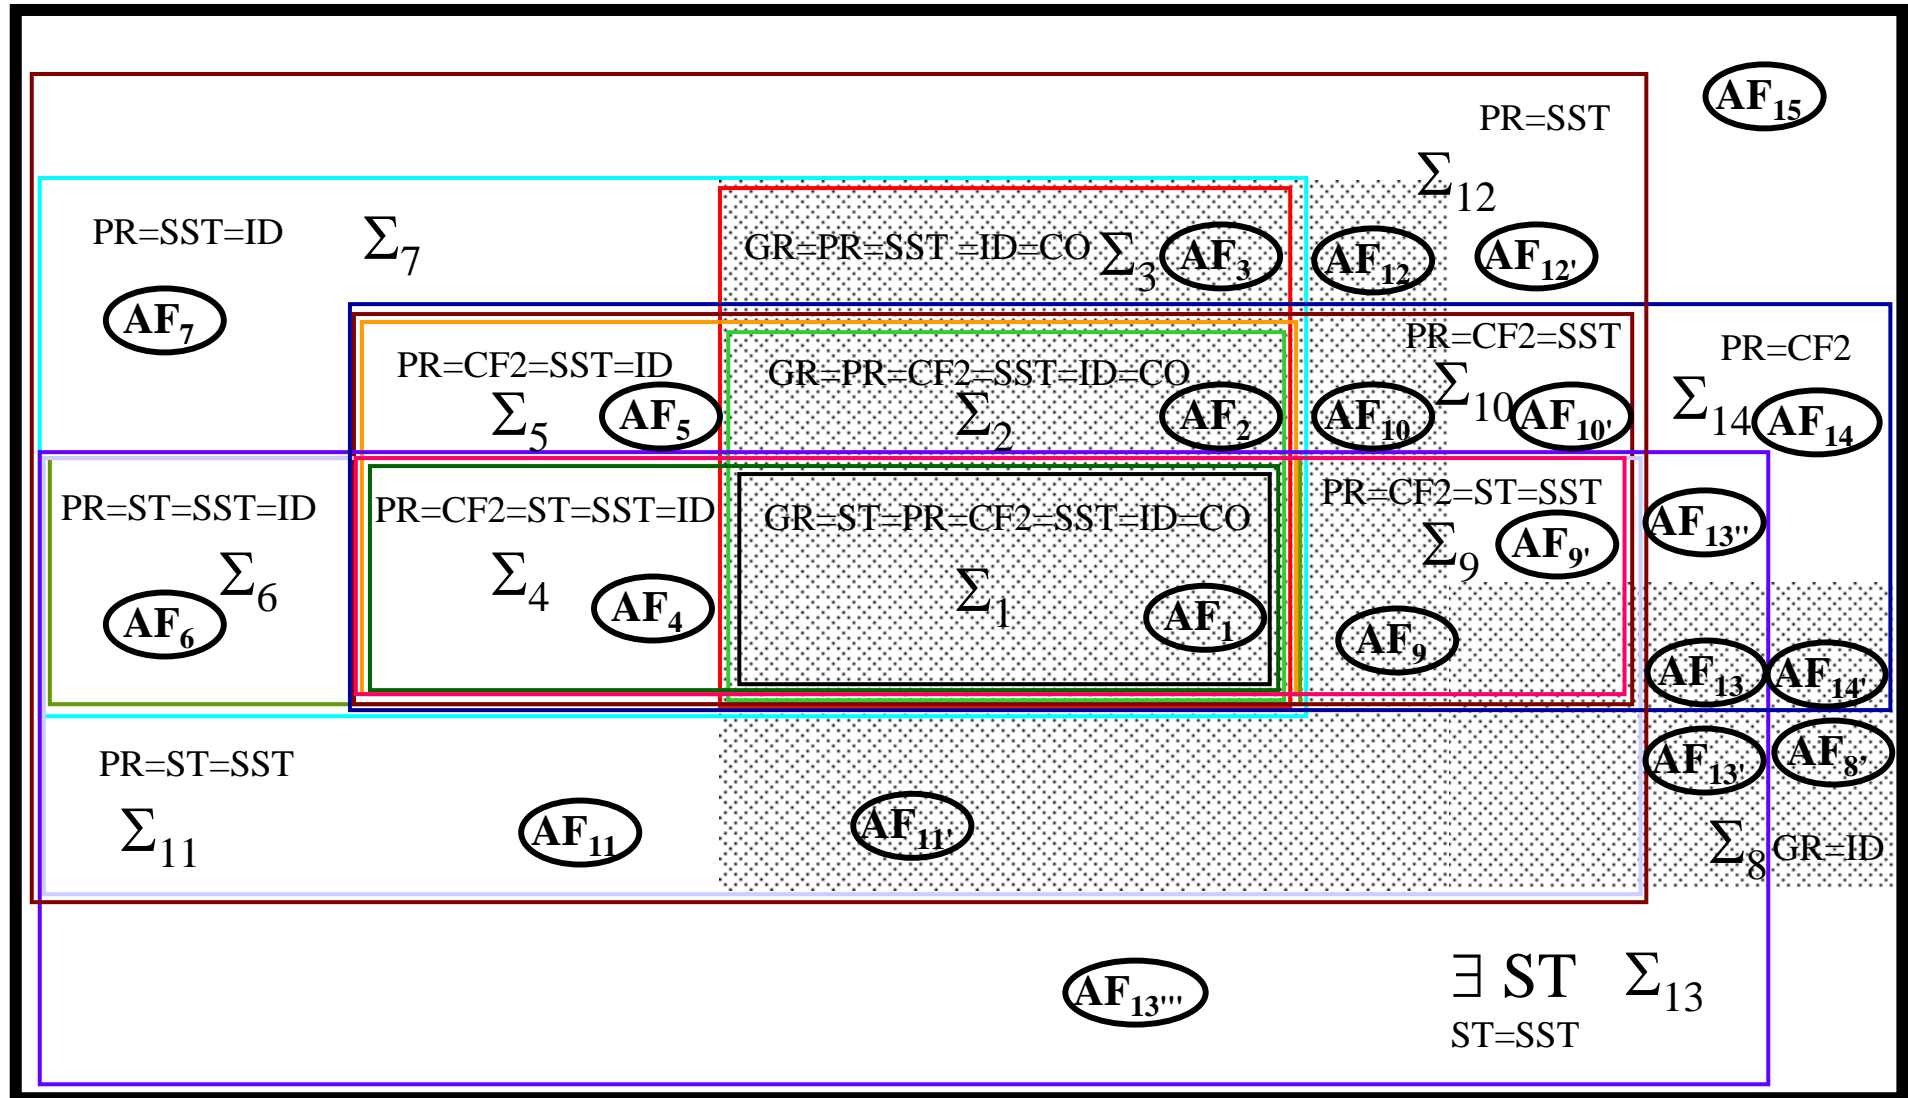 AF₁₅
PR=SST
Σ₁₂
PR=SST=ID
Σ₇
GR=PR=SST =ID=CO
Σ₃
AF₃
AF₁₂
AF₁₂'
AF₇
PR=CF2=SST
PR=CF2
PR=CF2=SST=ID
GR=PR=CF2=SST=ID=CO
Σ₅
AF₅
Σ₂
AF₂
AF₁₀
Σ₁₀
AF₁₀'
Σ₁₄
AF₁₄
PR=ST=SST=ID
PR=CF2=ST=SST=ID
GR=ST=PR=CF2=SST=ID=CO
PR=CF2=ST=SST
AF₁₃''
Σ₉
AF₉'
Σ₆
Σ₄
Σ₁
AF₆
AF₄
AF₁
AF₉
AF₁₃
AF₁₄'
PR=ST=SST
AF₁₃'
AF₈'
Σ₁₁
AF₁₁
AF₁₁'
Σ₈ GR=ID
AF₁₃'''
∃ ST Σ₁₃
ST=SST